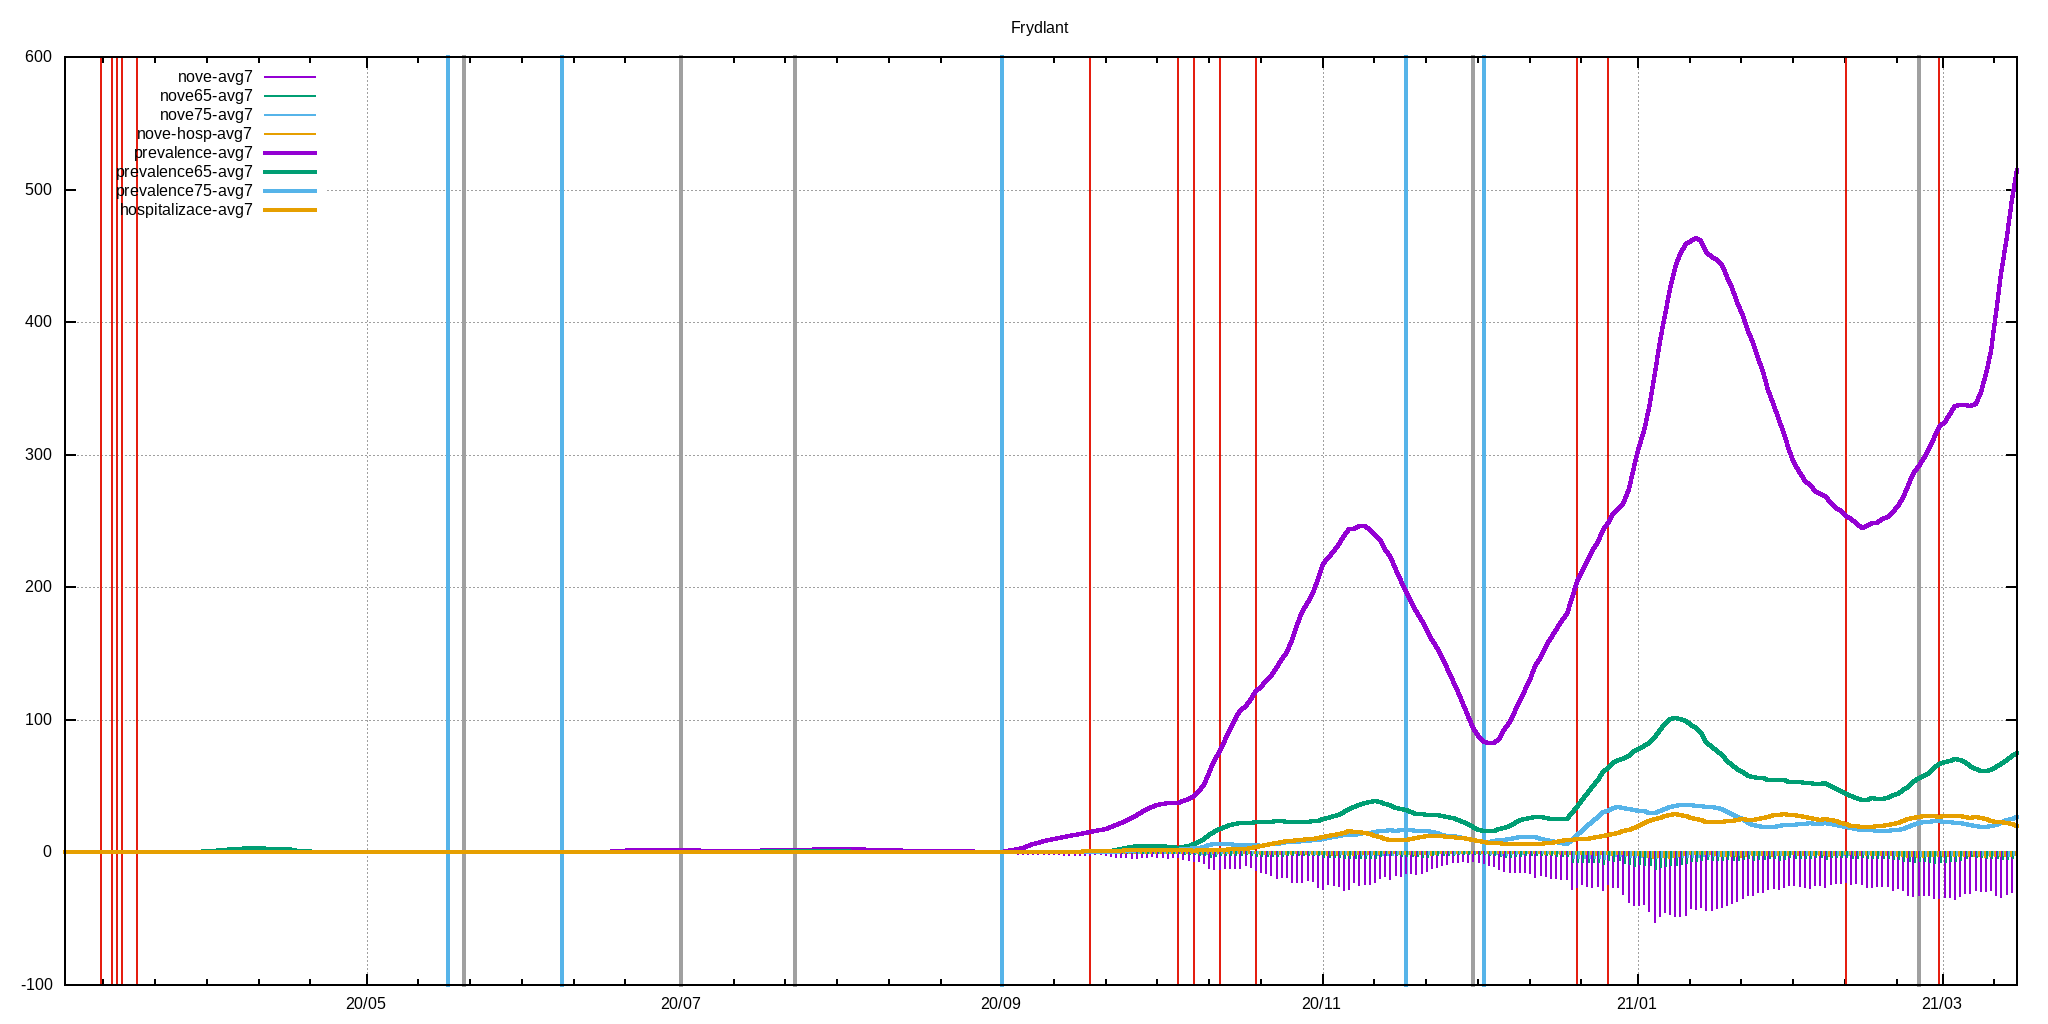 Frydlant
600
500
400
300
200
100
0
-100
nove-avg7
nove65-avg7
nove75-avg7
nove-hosp-avg7
prevalence-avg7
prevalence65-avg7
prevalence75-avg7
hospitalizace-avg7
20/05
20/07
20/09
20/11
21/01
21/03